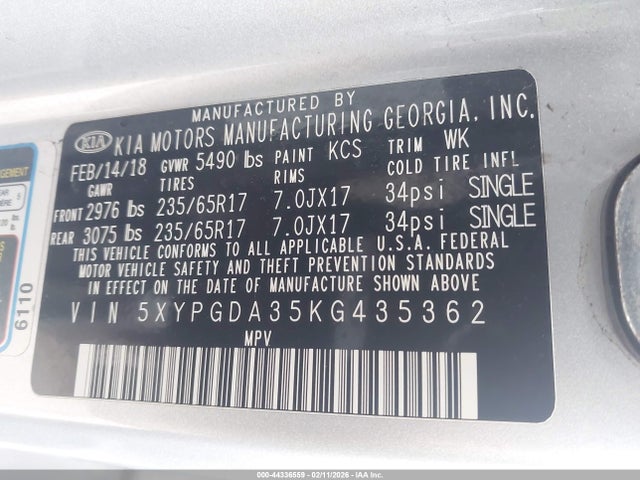 MANUFACTURED BY
KIA KIA MOTORS MANUFACTURING GEORGIA, INC.
FEB/14/18 GVWR 5490 lbs PAINT KCS TRIM WK
GAWR TIRES RIMS COLD TIRE INFL
FRONT 2976 lbs 235/65R17 7.0JX17 34psi SINGLE
REAR 3075 lbs 235/65R17 7.0JX17 34psi SINGLE
THIS VEHICLE CONFORMS TO ALL APPLICABLE U.S.A. FEDERAL
MOTOR VEHICLE SAFETY AND THEFT PREVENTION STANDARDS
IN EFFECT ON THE DATE OF MANUFACTURE SHOWN ABOVE
VIN 5XYPGDA35KG435362
MPV
6110
000-44336559 - 02/11/2026 - IAAI.com